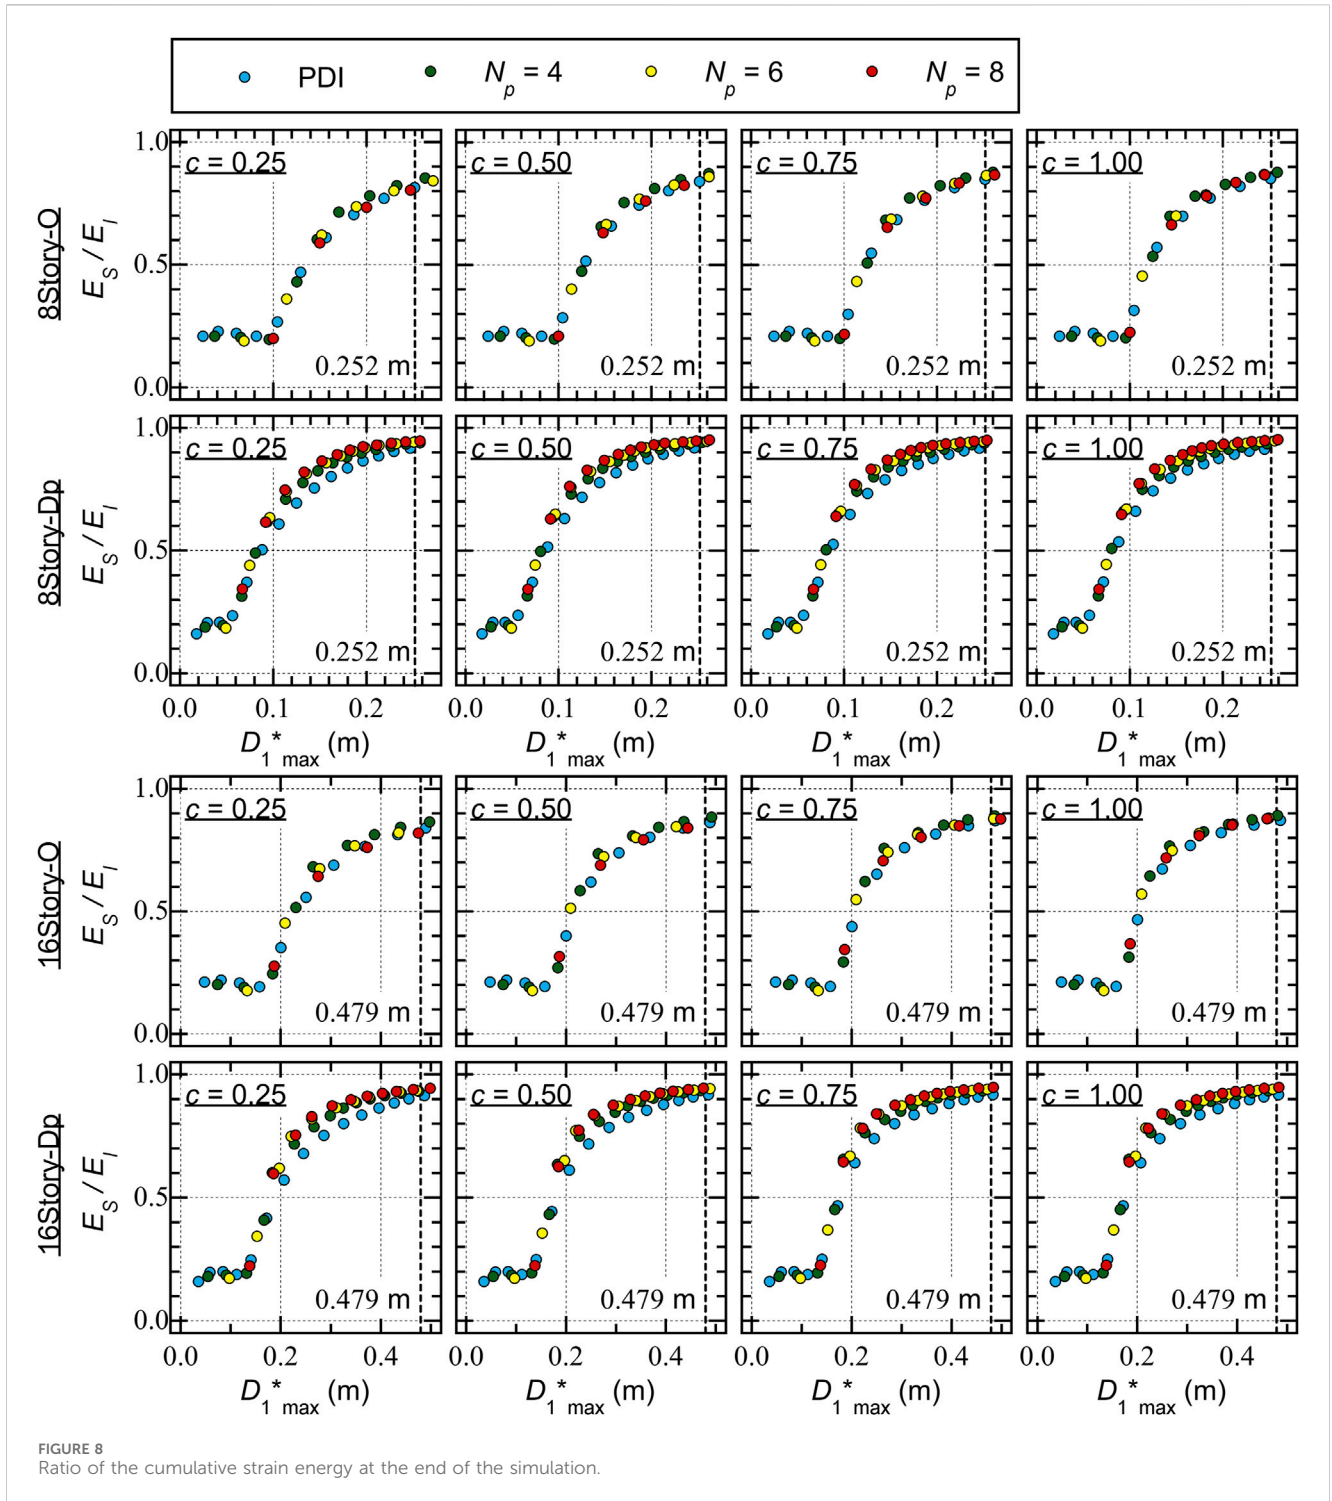 PDI N_p = 4 N_p = 6 N_p = 8
8Story-O
E_S / E_I
1.0
0.5
0.0
c = 0.25 c = 0.50 c = 0.75 c = 1.00
0.252 m 0.252 m 0.252 m 0.252 m
8Story-Dp
E_S / E_I
1.0
0.5
0.0
c = 0.25 c = 0.50 c = 0.75 c = 1.00
0.252 m 0.252 m 0.252 m 0.252 m
0.0 0.1 0.2 0.0 0.1 0.2 0.0 0.1 0.2 0.0 0.1 0.2
D_1*_max (m) D_1*_max (m) D_1*_max (m) D_1*_max (m)
16Story-O
E_S / E_I
1.0
0.5
0.0
c = 0.25 c = 0.50 c = 0.75 c = 1.00
0.479 m 0.479 m 0.479 m 0.479 m
16Story-Dp
E_S / E_I
1.0
0.5
0.0
c = 0.25 c = 0.50 c = 0.75 c = 1.00
0.479 m 0.479 m 0.479 m 0.479 m
0.0 0.2 0.4 0.0 0.2 0.4 0.0 0.2 0.4 0.0 0.2 0.4
D_1*_max (m) D_1*_max (m) D_1*_max (m) D_1*_max (m)
FIGURE 8
Ratio of the cumulative strain energy at the end of the simulation.